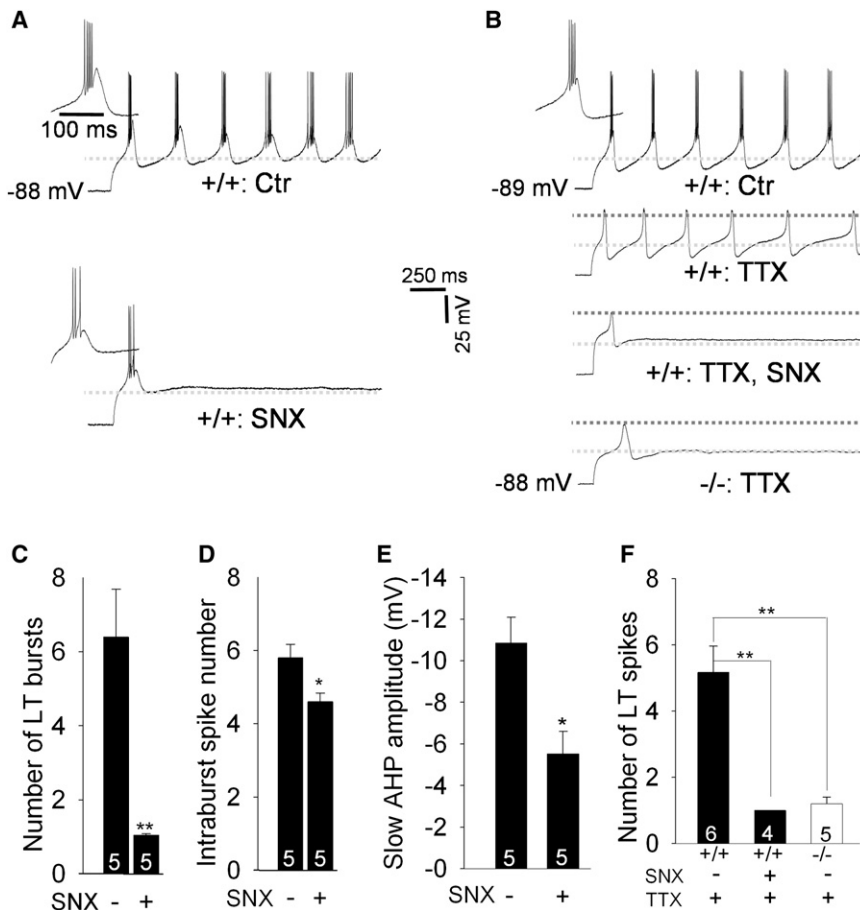 A
B
100 ms
-88 mV
+/+: Ctr
-89 mV
+/+: Ctr
+/+: TTX
250 ms
25 mV
+/+: SNX
+/+: TTX, SNX
-88 mV
-/-: TTX
C
Number of LT bursts
8
6
4
2
0
**
5
5
SNX - +
D
Intraburst spike number
8
6
4
2
0
*
5
5
SNX - +
E
Slow AHP amplitude (mV)
-14
-12
-10
-8
-6
-4
-2
-0
*
5
5
SNX - +
F
Number of LT spikes
8
6
4
2
0
**
**
6
4
5
+/+ +/+ -/-
SNX - + -
TTX + + +